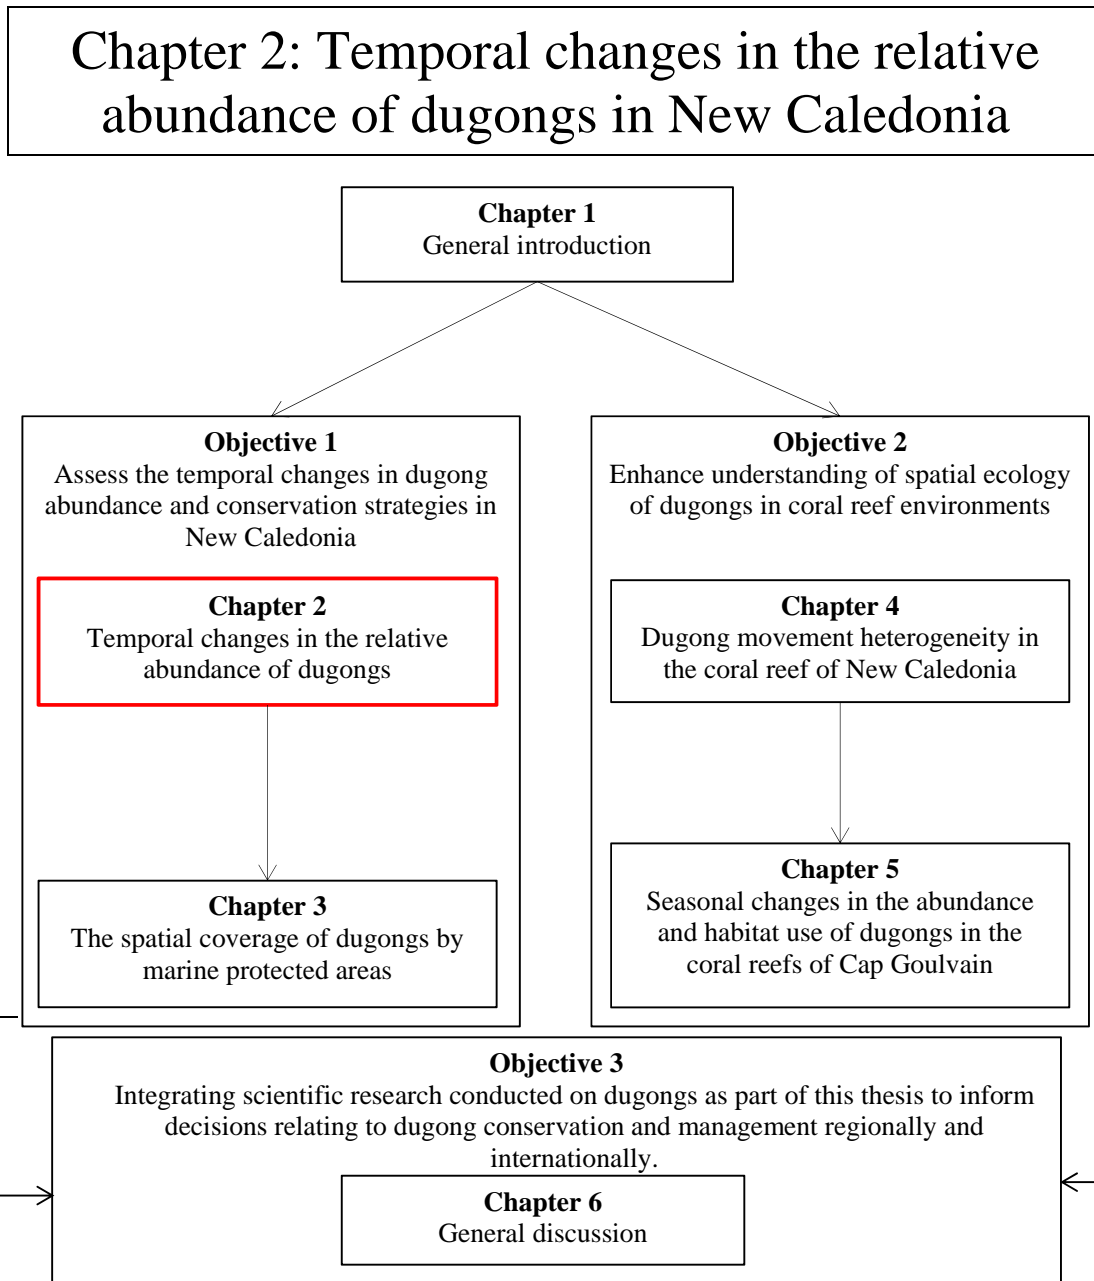 Chapter 2: Temporal changes in the relative
abundance of dugongs in New Caledonia
Chapter 1
General introduction
Objective 1
Assess the temporal changes in dugong
abundance and conservation strategies in
New Caledonia
Chapter 2
Temporal changes in the relative
abundance of dugongs
Chapter 3
The spatial coverage of dugongs by
marine protected areas
Objective 2
Enhance understanding of spatial ecology
of dugongs in coral reef environments
Chapter 4
Dugong movement heterogeneity in
the coral reef of New Caledonia
Chapter 5
Seasonal changes in the abundance
and habitat use of dugongs in the
coral reefs of Cap Goulvain
Objective 3
Integrating scientific research conducted on dugongs as part of this thesis to inform
decisions relating to dugong conservation and management regionally and
internationally.
Chapter 6
General discussion